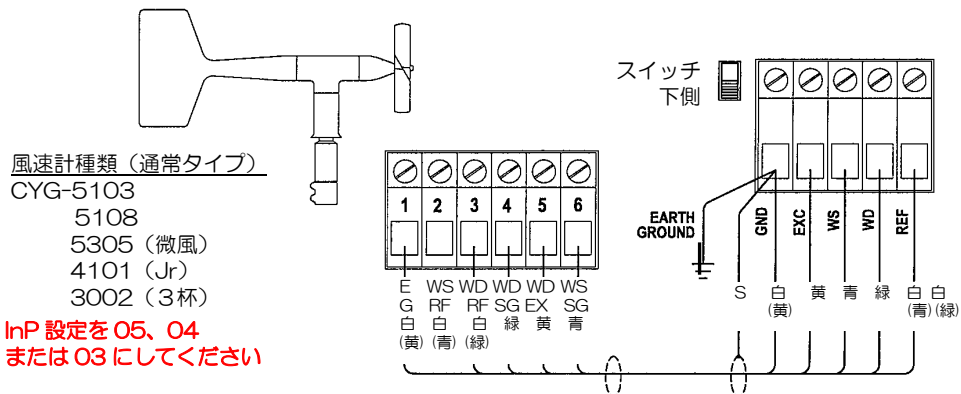 風速計種類（通常タイプ）
CYG-5103
5108
5305（微風）
4101（Jr）
3002（３杯）
InP 設定を 05、04
または 03 にしてください
1 2 3 4 5 6
E WS WD WD WD WS
G RF RF SG EX SG
白 白 白 緑 黄 青
(黄) (青) (緑)
スイッチ
下側
EARTH
GROUND
GND EXC WS WD REF
S 白 黄 青 緑 白 白
(黄) (青) (緑)